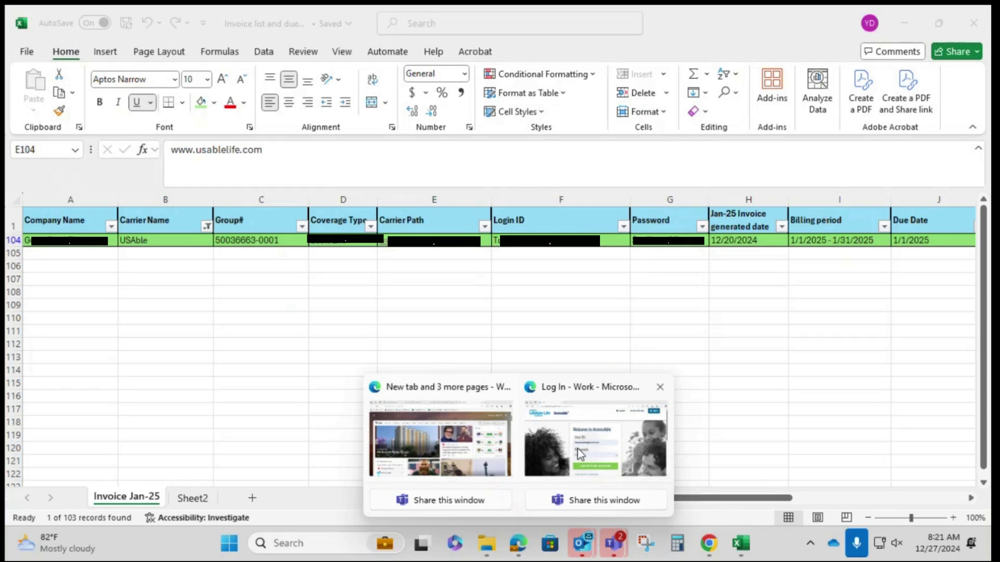 AutoSave On Invoice list and due... • Saved Search YD
File Home Insert Page Layout Formulas Data Review View Automate Help Acrobat Comments Share
Paste Aptos Narrow 10 General Conditional Formatting Insert
Format as Table Delete Add-ins Analyze Data Create a PDF Create a PDF and Share link
B I U Cell Styles Format
Clipboard Font Alignment Number Styles Cells Editing Add-ins Adobe Acrobat
E104 fx www.usablelife.com
A B C D E F G H I J
1 Company Name Carrier Name Group# Coverage Type Carrier Path Login ID Password Jan-25 Invoice generated date Billing period Due Date
104 USAble 50036663-0001 12/20/2024 1/1/2025 - 1/31/2025 1/1/2025
105
106
107
108
109
110
111
112
113
114
115
116
117
118
119
120
121
122
New tab and 3 more pages - W... Log In - Work - Microso...
USAble Life
Share this window Share this window
Invoice Jan-25 Sheet2
Ready 1 of 103 records found Accessibility: Investigate 100%
82°F
Mostly cloudy
Search
2
8:21 AM
12/27/2024